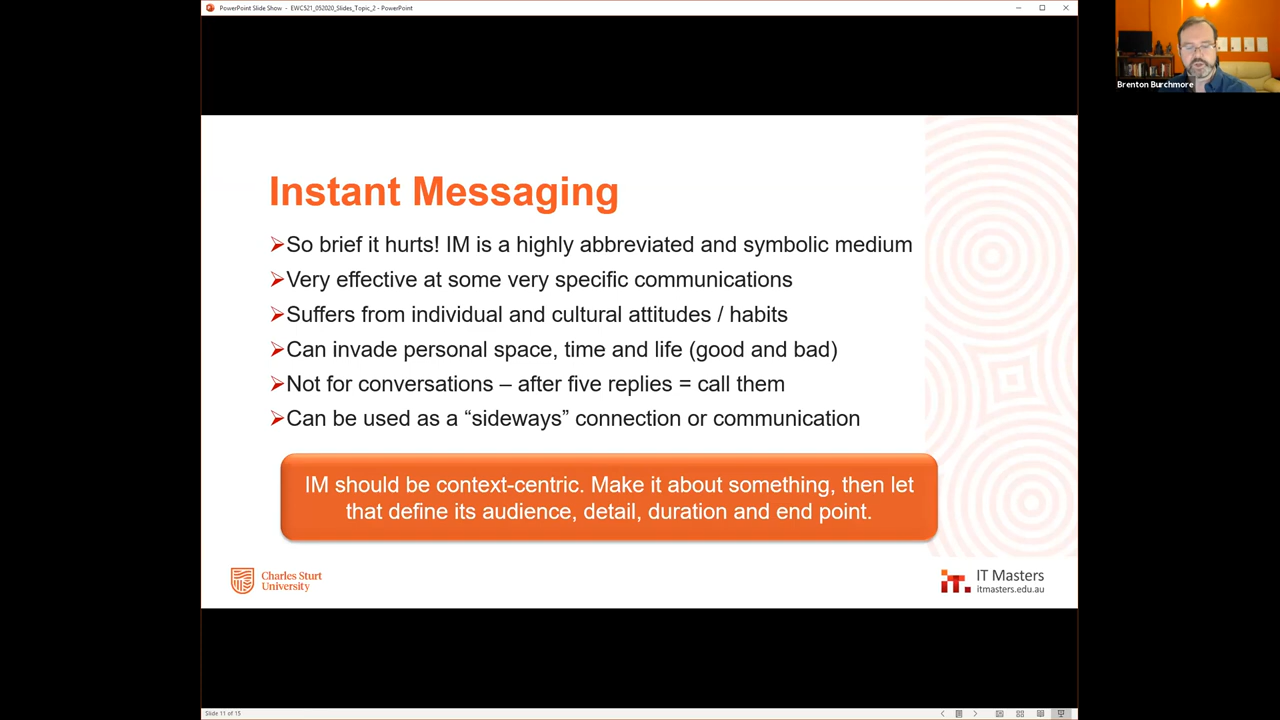 PowerPoint Slide Show - EWC521_052020_Slides_Topic_2 - PowerPoint
Brenton Burchmore
Instant Messaging
➢So brief it hurts! IM is a highly abbreviated and symbolic medium
➢Very effective at some very specific communications
➢Suffers from individual and cultural attitudes / habits
➢Can invade personal space, time and life (good and bad)
➢Not for conversations – after five replies = call them
➢Can be used as a “sideways” connection or communication
IM should be context-centric. Make it about something, then let
that define its audience, detail, duration and end point.
Charles Sturt
University
IT Masters
itmasters.edu.au
Slide 11 of 15